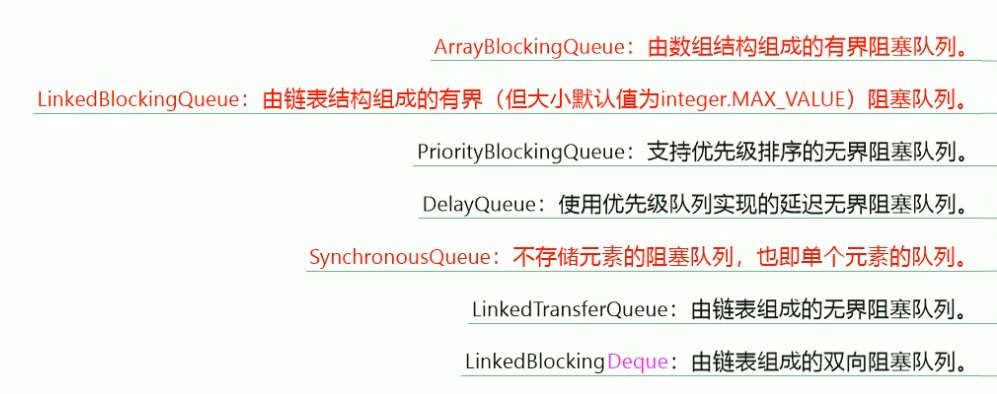 ArrayBlockingQueue：由数组结构组成的有界阻塞队列。
LinkedBlockingQueue：由链表结构组成的有界（但大小默认值为integer.MAX_VALUE）阻塞队列。
PriorityBlockingQueue：支持优先级排序的无界阻塞队列。
DelayQueue：使用优先级队列实现的延迟无界阻塞队列。
SynchronousQueue：不存储元素的阻塞队列，也即单个元素的队列。
LinkedTransferQueue：由链表组成的无界阻塞队列。
LinkedBlockingDeque：由链表组成的双向阻塞队列。